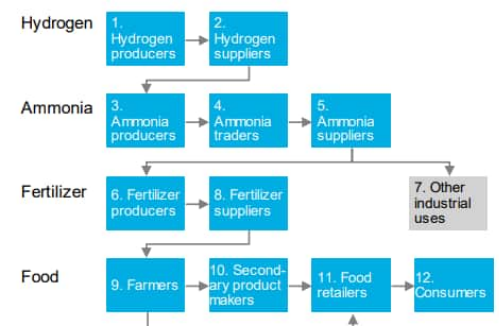 Hydrogen
1.
Hydrogen
producers
2.
Hydrogen
suppliers
Ammonia
3.
Ammonia
producers
4.
Ammonia
traders
5.
Ammonia
suppliers
Fertilizer
6. Fertilizer
producers
8. Fertilizer
suppliers
7. Other
industrial
uses
Food
9. Farmers
10. Second-
ary product
makers
11. Food
retailers
12.
Consumers